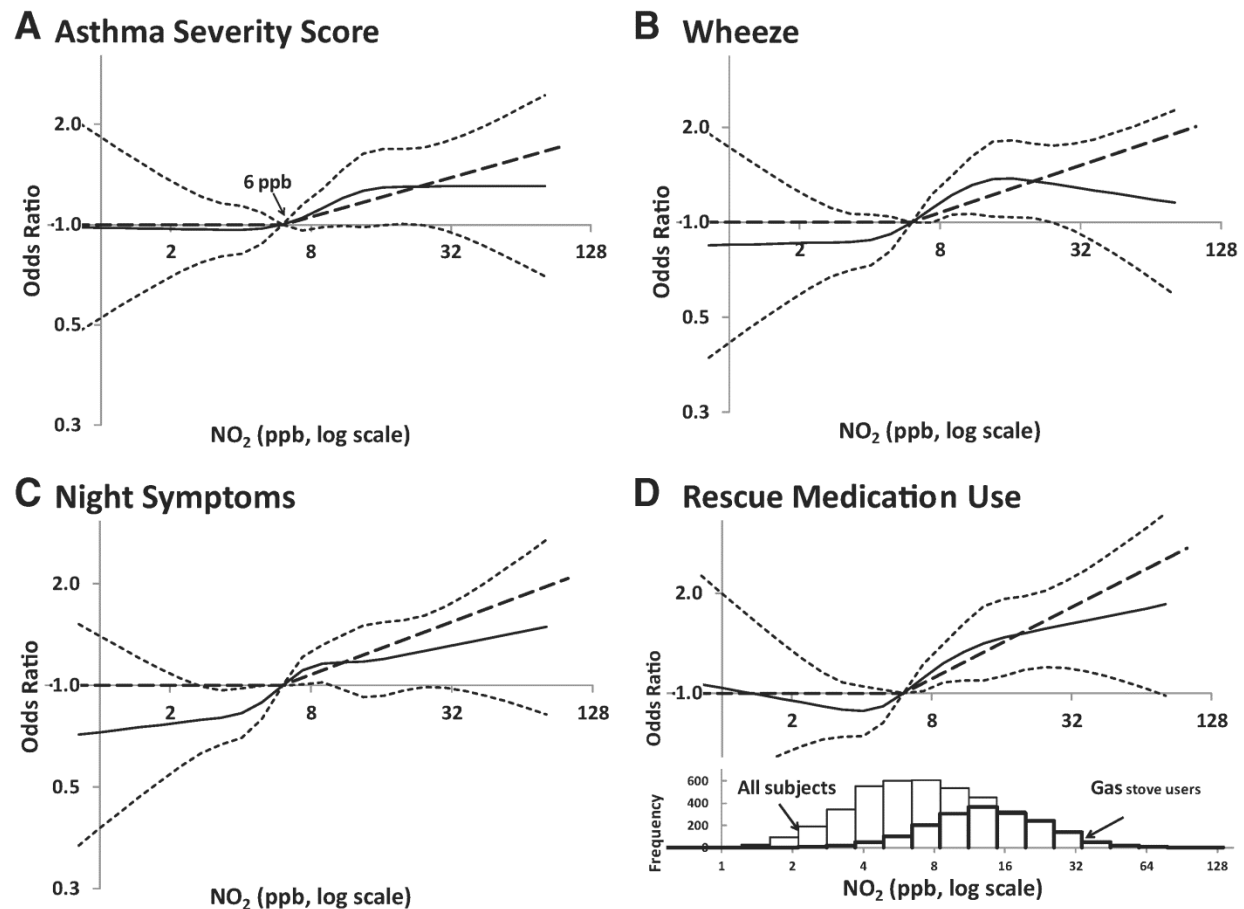 A Asthma Severity Score
Odds Ratio
2.0
1.0
0.5
0.3
6 ppb
2 8 32 128
NO2 (ppb, log scale)
B Wheeze
Odds Ratio
2.0
1.0
0.5
0.3
2 8 32 128
NO2 (ppb, log scale)
C Night Symptoms
Odds Ratio
2.0
1.0
0.5
0.3
2 8 32 128
NO2 (ppb, log scale)
D Rescue Medication Use
Odds Ratio
2.0
1.0
2 8 32 128
Frequency
600
400
200
0
All subjects
Gas stove users
1 2 4 8 16 32 64 128
NO2 (ppb, log scale)